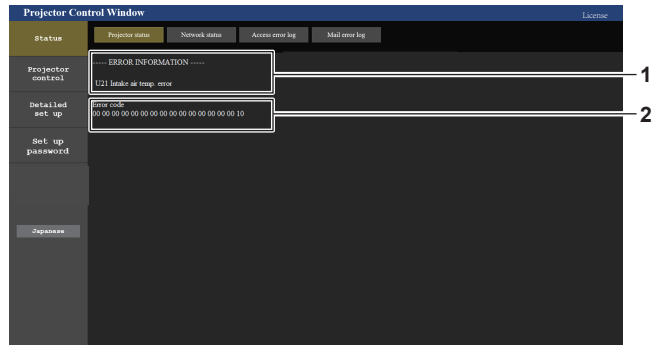 Projector Control Window
License
Status
Projector status
Network status
Access error log
Mail error log
----- ERROR INFORMATION -----
U21 Intake air temp. error
1
Error code
00 00 00 00 00 00 00 00 00 00 00 00 00 00 00 10
2
Projector
control
Detailed
set up
Set up
password
Japanese